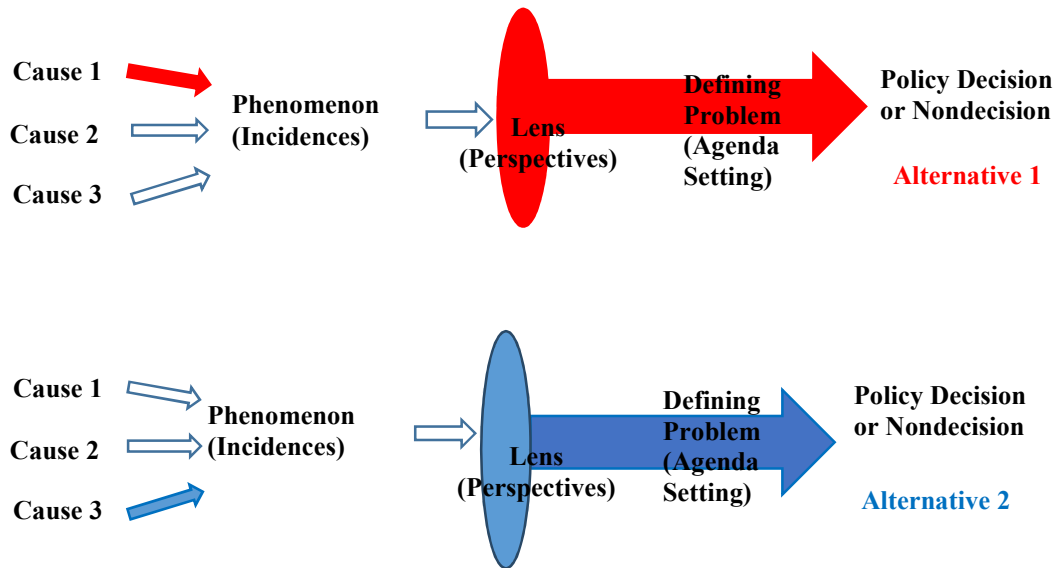 Cause 1
Cause 2
Cause 3
Phenomenon
(Incidences)
Lens
(Perspectives)
Defining
Problem
(Agenda
Setting)
Policy Decision
or Nondecision
Alternative 1
Cause 1
Cause 2
Cause 3
Phenomenon
(Incidences)
Lens
(Perspectives)
Defining
Problem
(Agenda
Setting)
Policy Decision
or Nondecision
Alternative 2